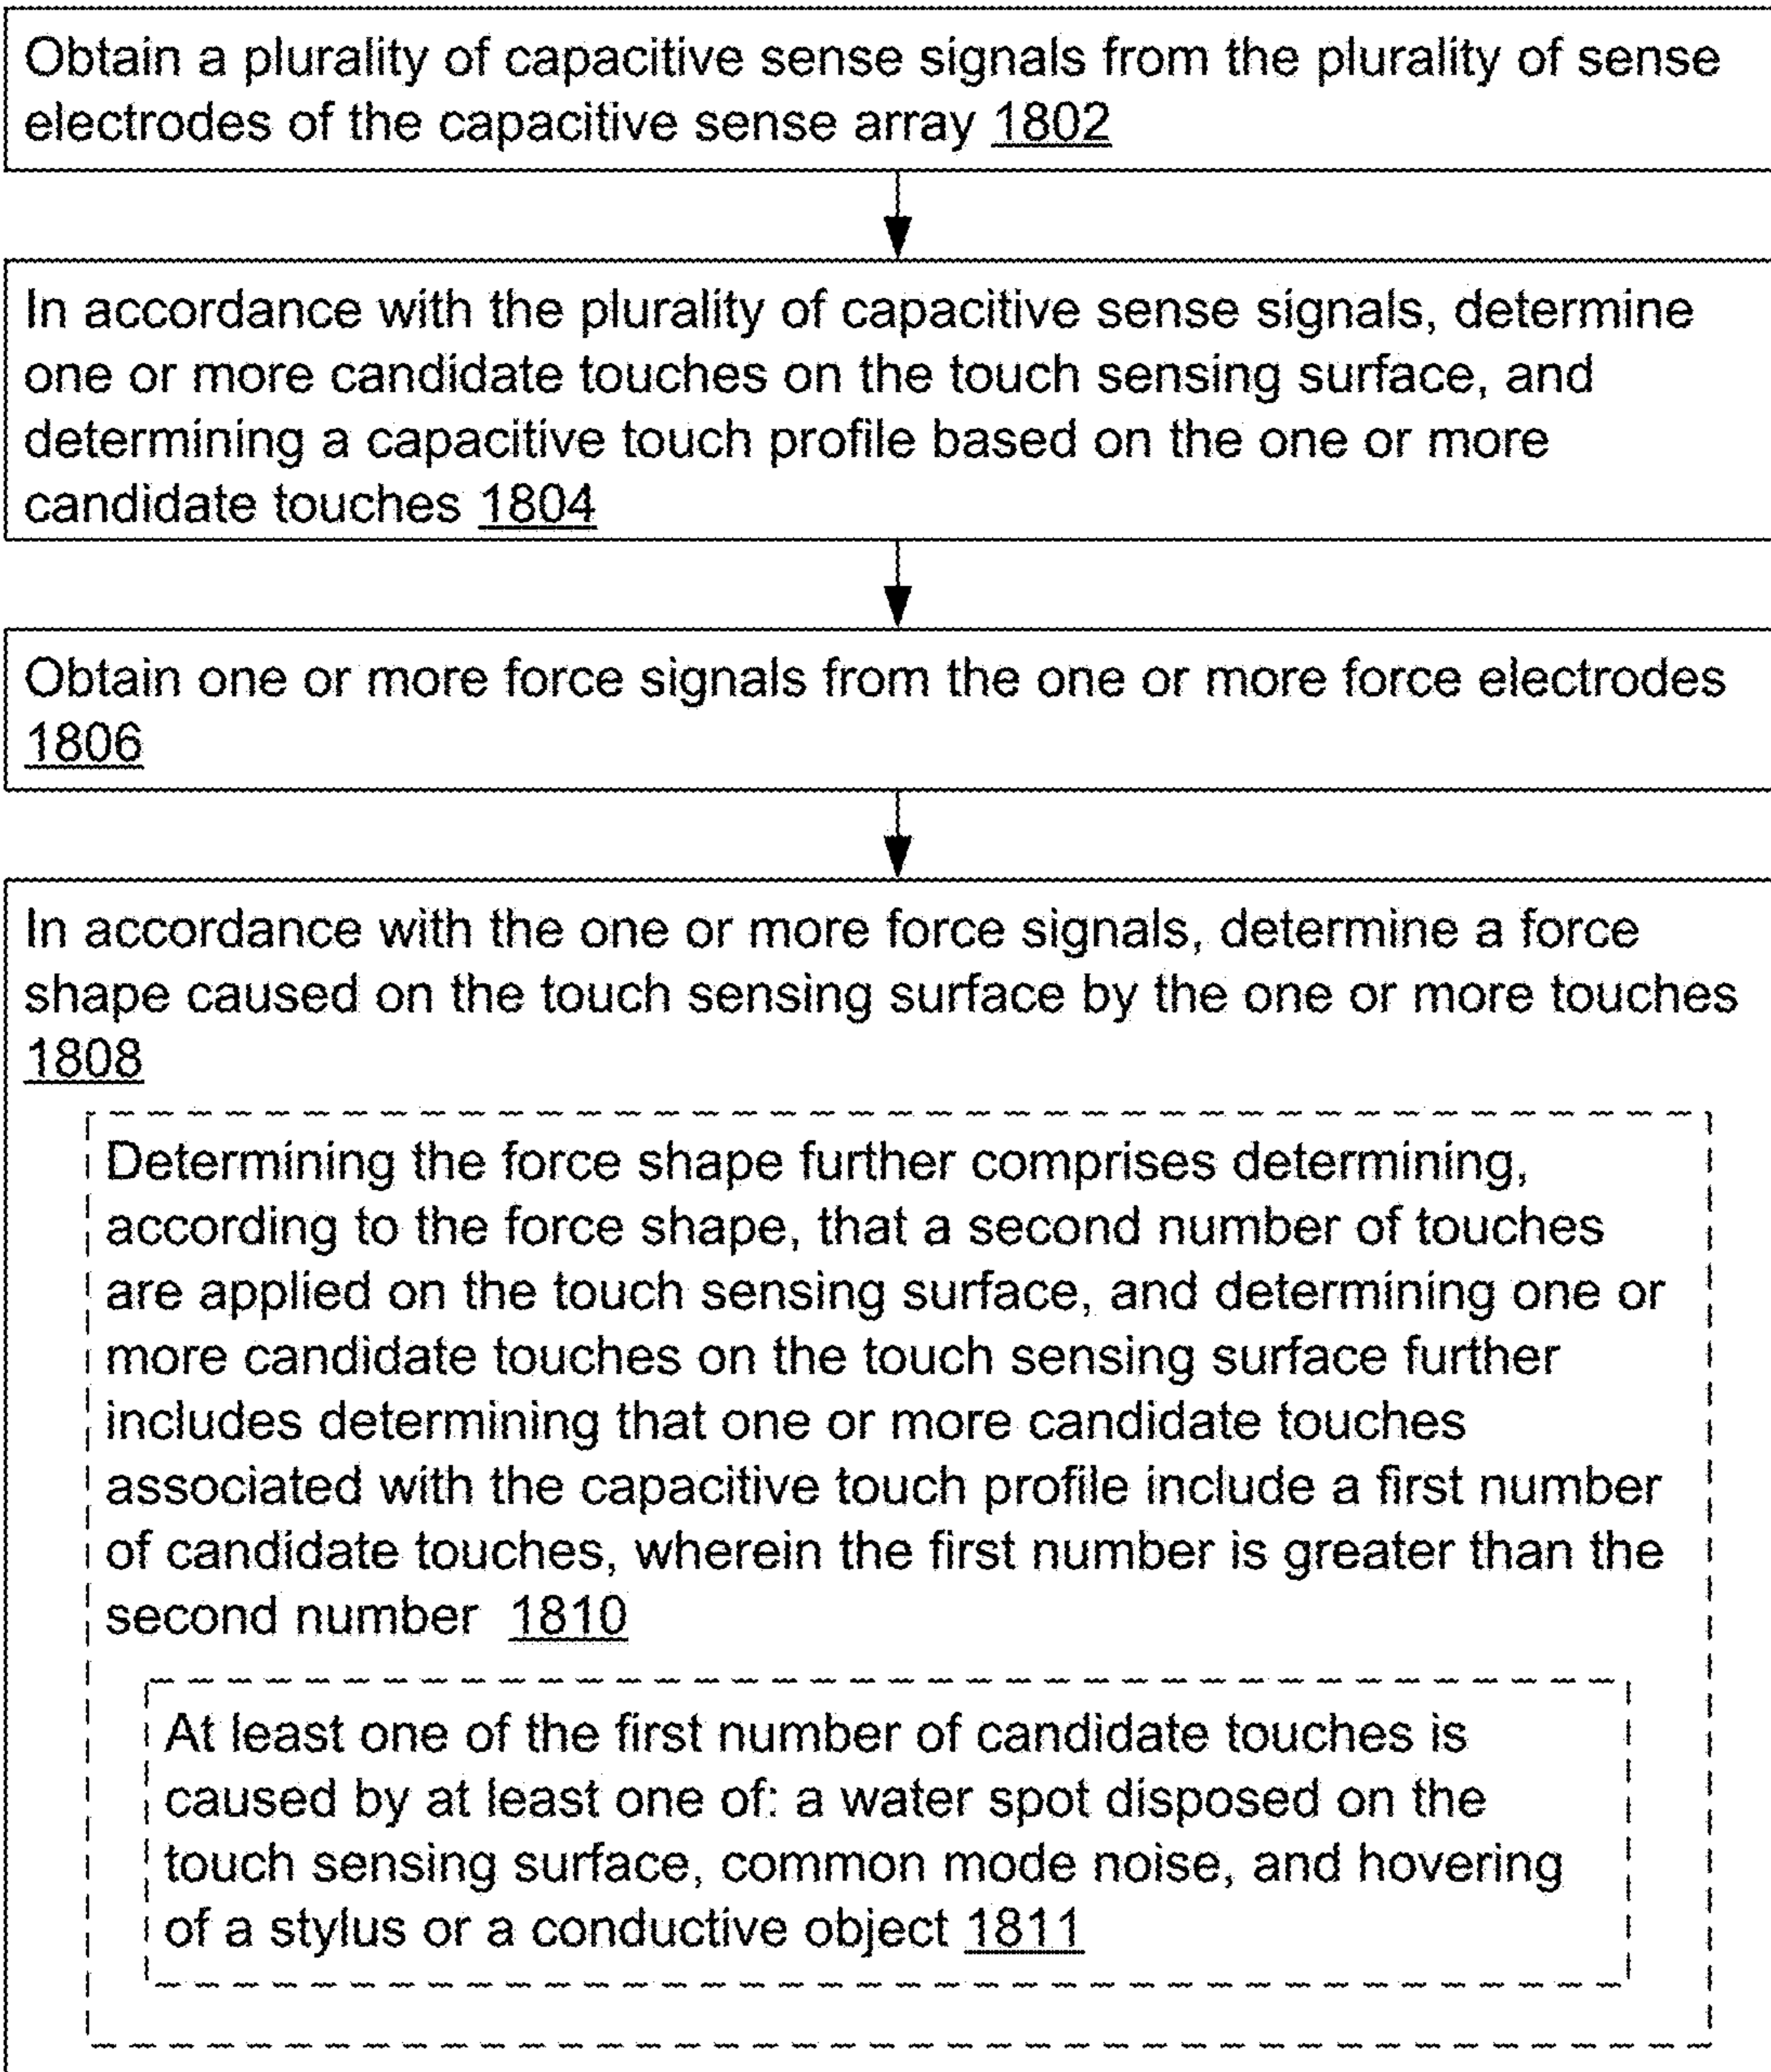 Obtain a plurality of capacitive sense signals from the plurality of sense
electrodes of the capacitive sense array 1802
In accordance with the plurality of capacitive sense signals, determine
one or more candidate touches on the touch sensing surface, and
determining a capacitive touch profile based on the one or more
candidate touches 1804
Obtain one or more force signals from the one or more force electrodes
1806
In accordance with the one or more force signals, determine a force
shape caused on the touch sensing surface by the one or more touches
1808
Determining the force shape further comprises determining,
according to the force shape, that a second number of touches
are applied on the touch sensing surface, and determining one or
more candidate touches on the touch sensing surface further
includes determining that one or more candidate touches
associated with the capacitive touch profile include a first number
of candidate touches, wherein the first number is greater than the
second number 1810
At least one of the first number of candidate touches is
caused by at least one of: a water spot disposed on the
touch sensing surface, common mode noise, and hovering
of a stylus or a conductive object 1811